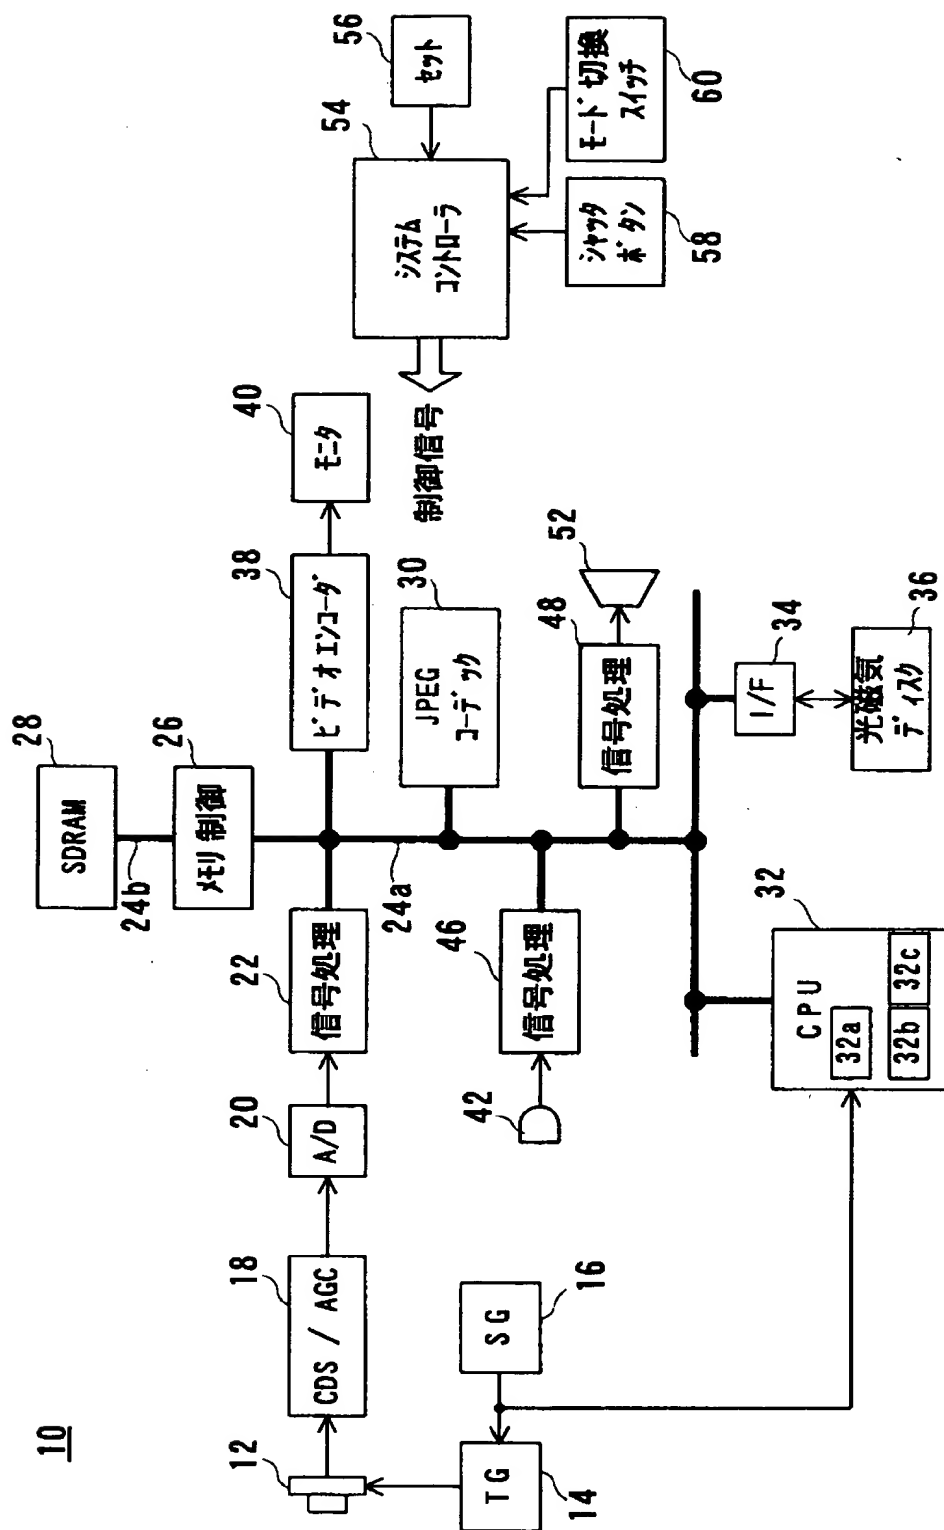 10
12
18
CDS / AGC
20
A/D
22
信号処理
24b
28
SDRAM
26
メモリ制御
38
ビデオエンコーダ
40
モニタ
24a
30
JPEG
コーデック
14
TG
16
SG
42
46
信号処理
48
信号処理
52
制御信号
54
システム
コントローラ
56
セット
58
シャッタ
ボタン
60
モード切換
スイッチ
32
CPU
32a
32b
32c
34
I/F
36
光磁気
ディスク